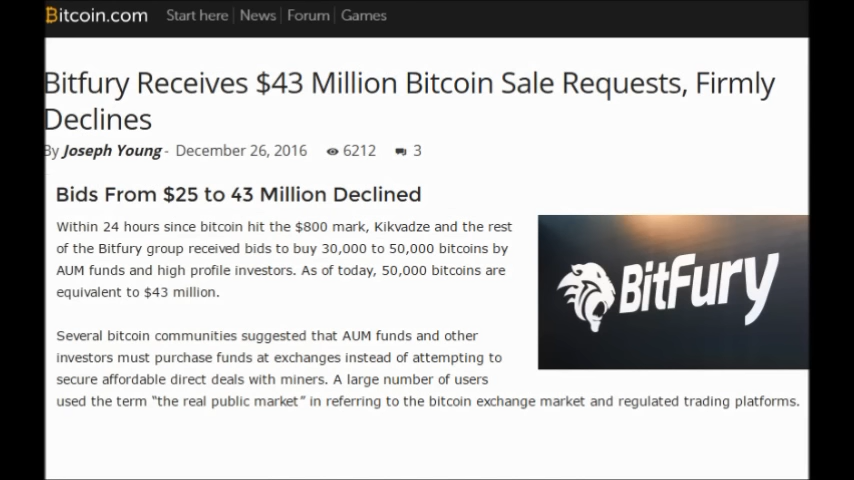 Bitcoin.com Start here News Forum Games
Bitfury Receives $43 Million Bitcoin Sale Requests, Firmly
Declines
By Joseph Young - December 26, 2016 6212 3
Bids From $25 to 43 Million Declined
Within 24 hours since bitcoin hit the $800 mark, Kikvadze and the rest
of the Bitfury group received bids to buy 30,000 to 50,000 bitcoins by
AUM funds and high profile investors. As of today, 50,000 bitcoins are
equivalent to $43 million.
BitFury
Several bitcoin communities suggested that AUM funds and other
investors must purchase funds at exchanges instead of attempting to
secure affordable direct deals with miners. A large number of users
used the term “the real public market” in referring to the bitcoin exchange market and regulated trading platforms.